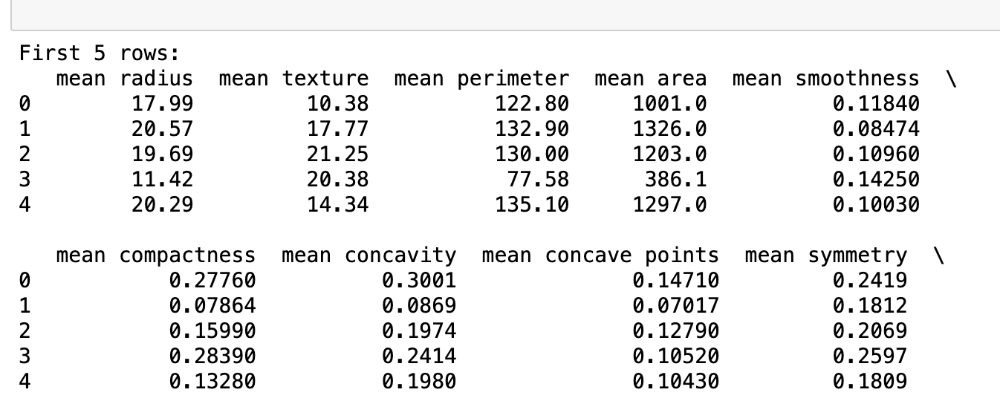 First 5 rows:
   mean radius  mean texture  mean perimeter  mean area  mean smoothness  \
0        17.99         10.38          122.80     1001.0          0.11840
1        20.57         17.77          132.90     1326.0          0.08474
2        19.69         21.25          130.00     1203.0          0.10960
3        11.42         20.38           77.58      386.1          0.14250
4        20.29         14.34          135.10     1297.0          0.10030

   mean compactness  mean concavity  mean concave points  mean symmetry  \
0           0.27760          0.3001              0.14710         0.2419
1           0.07864          0.0869              0.07017         0.1812
2           0.15990          0.1974              0.12790         0.2069
3           0.28390          0.2414              0.10520         0.2597
4           0.13280          0.1980              0.10430         0.1809